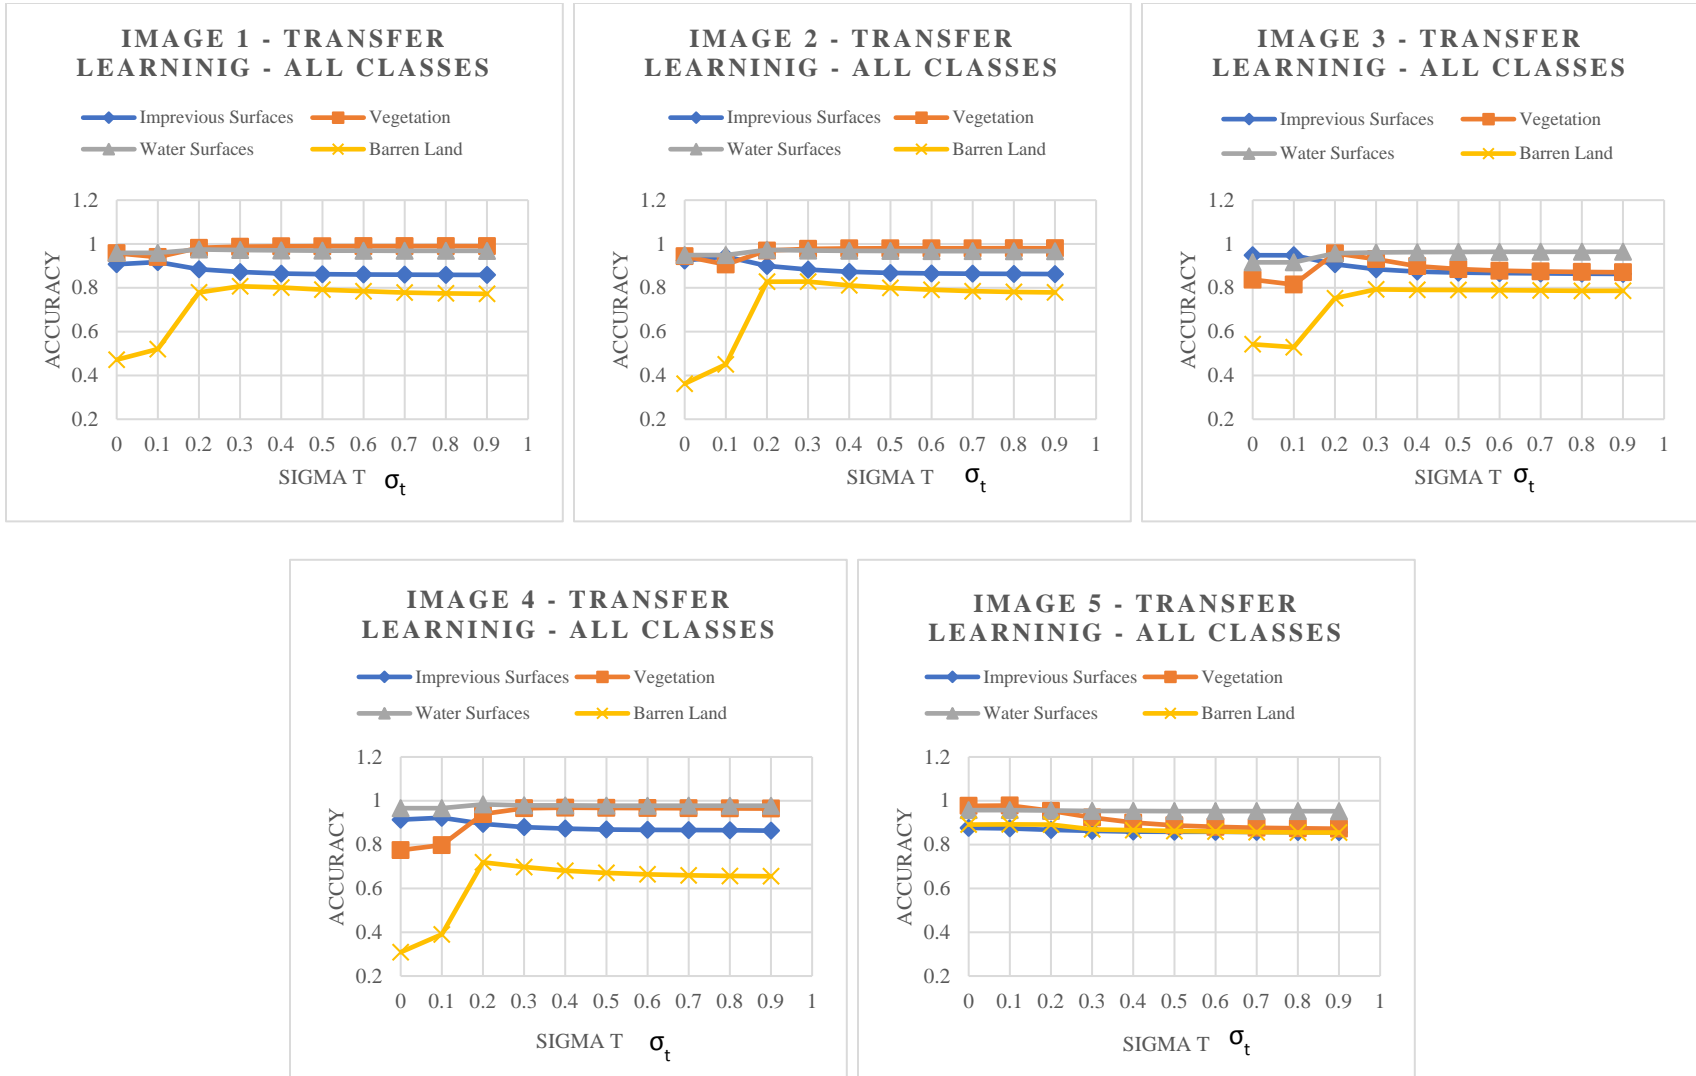 IMAGE 1 - TRANSFER
LEARNINIG - ALL CLASSES
Imprevious Surfaces Vegetation
Water Surfaces Barren Land
1.2
1
0.8
0.6
0.4
0.2
ACCURACY
0 0.1 0.2 0.3 0.4 0.5 0.6 0.7 0.8 0.9 1
SIGMA T σt
IMAGE 2 - TRANSFER
LEARNINIG - ALL CLASSES
Imprevious Surfaces Vegetation
Water Surfaces Barren Land
1.2
1
0.8
0.6
0.4
0.2
ACCURACY
0 0.1 0.2 0.3 0.4 0.5 0.6 0.7 0.8 0.9 1
SIGMA T σt
IMAGE 3 - TRANSFER
LEARNINIG - ALL CLASSES
Imprevious Surfaces Vegetation
Water Surfaces Barren Land
1.2
1
0.8
0.6
0.4
0.2
ACCURACY
0 0.1 0.2 0.3 0.4 0.5 0.6 0.7 0.8 0.9 1
SIGMA T σt
IMAGE 4 - TRANSFER
LEARNINIG - ALL CLASSES
Imprevious Surfaces Vegetation
Water Surfaces Barren Land
1.2
1
0.8
0.6
0.4
0.2
ACCURACY
0 0.1 0.2 0.3 0.4 0.5 0.6 0.7 0.8 0.9 1
SIGMA T σt
IMAGE 5 - TRANSFER
LEARNINIG - ALL CLASSES
Imprevious Surfaces Vegetation
Water Surfaces Barren Land
1.2
1
0.8
0.6
0.4
0.2
ACCURACY
0 0.1 0.2 0.3 0.4 0.5 0.6 0.7 0.8 0.9 1
SIGMA T σt